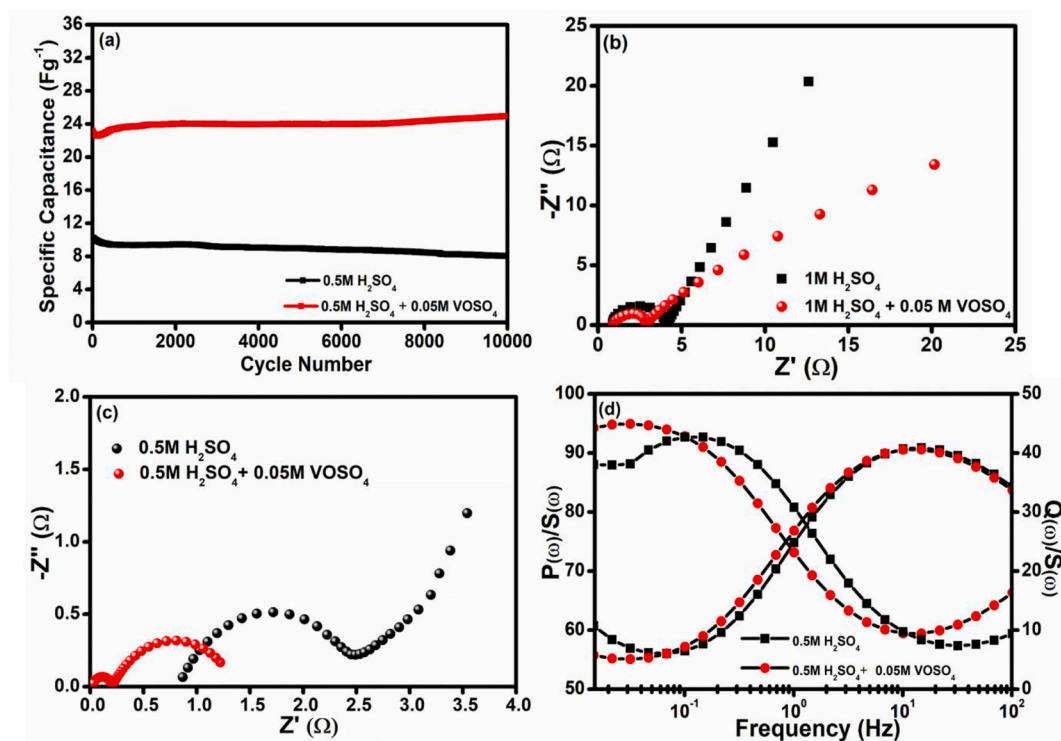 (a)
Specific Capacitance (Fg⁻¹)
36
32
28
24
20
16
12
8
4
0
0.5M H₂SO₄
0.5M H₂SO₄ + 0.05M VOSO₄
0 2000 4000 6000 8000 10000
Cycle Number
(b)
-Z'' (Ω)
20
15
10
5
0
1M H₂SO₄
1M H₂SO₄ + 0.05 M VOSO₄
0 5 10 15 20 25
Z' (Ω)
(c)
-Z'' (Ω)
2.0
1.5
1.0
0.5
0.0
0.5M H₂SO₄
0.5M H₂SO₄+ 0.05M VOSO₄
0.0 0.5 1.0 1.5 2.0 2.5 3.0 3.5 4.0
Z' (Ω)
(d)
P(ω)/S(ω)
100
90
80
70
60
50
0.5M H₂SO₄
0.5M H₂SO₄+ 0.05M VOSO₄
10⁻¹ 10⁰ 10¹ 10²
Frequency (Hz)
50
40
30
20
10
0
Q(ω)/S(ω)